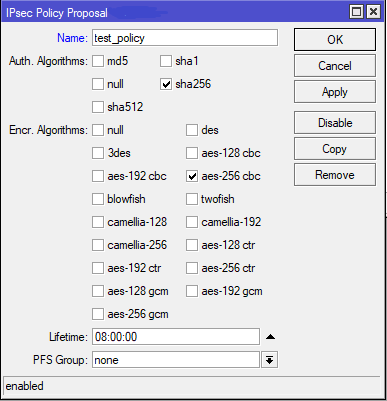 IPsec Policy Proposal
Name: test_policy
OK
Auth. Algorithms: md5 sha1
Cancel
null sha256
Apply
sha512
Encr. Algorithms: null des
Disable
3des aes-128 cbc
Copy
aes-192 cbc aes-256 cbc
Remove
blowfish twofish
camellia-128 camellia-192
camellia-256 aes-128 ctr
aes-192 ctr aes-256 ctr
aes-128 gcm aes-192 gcm
aes-256 gcm
Lifetime: 08:00:00
PFS Group: none
enabled